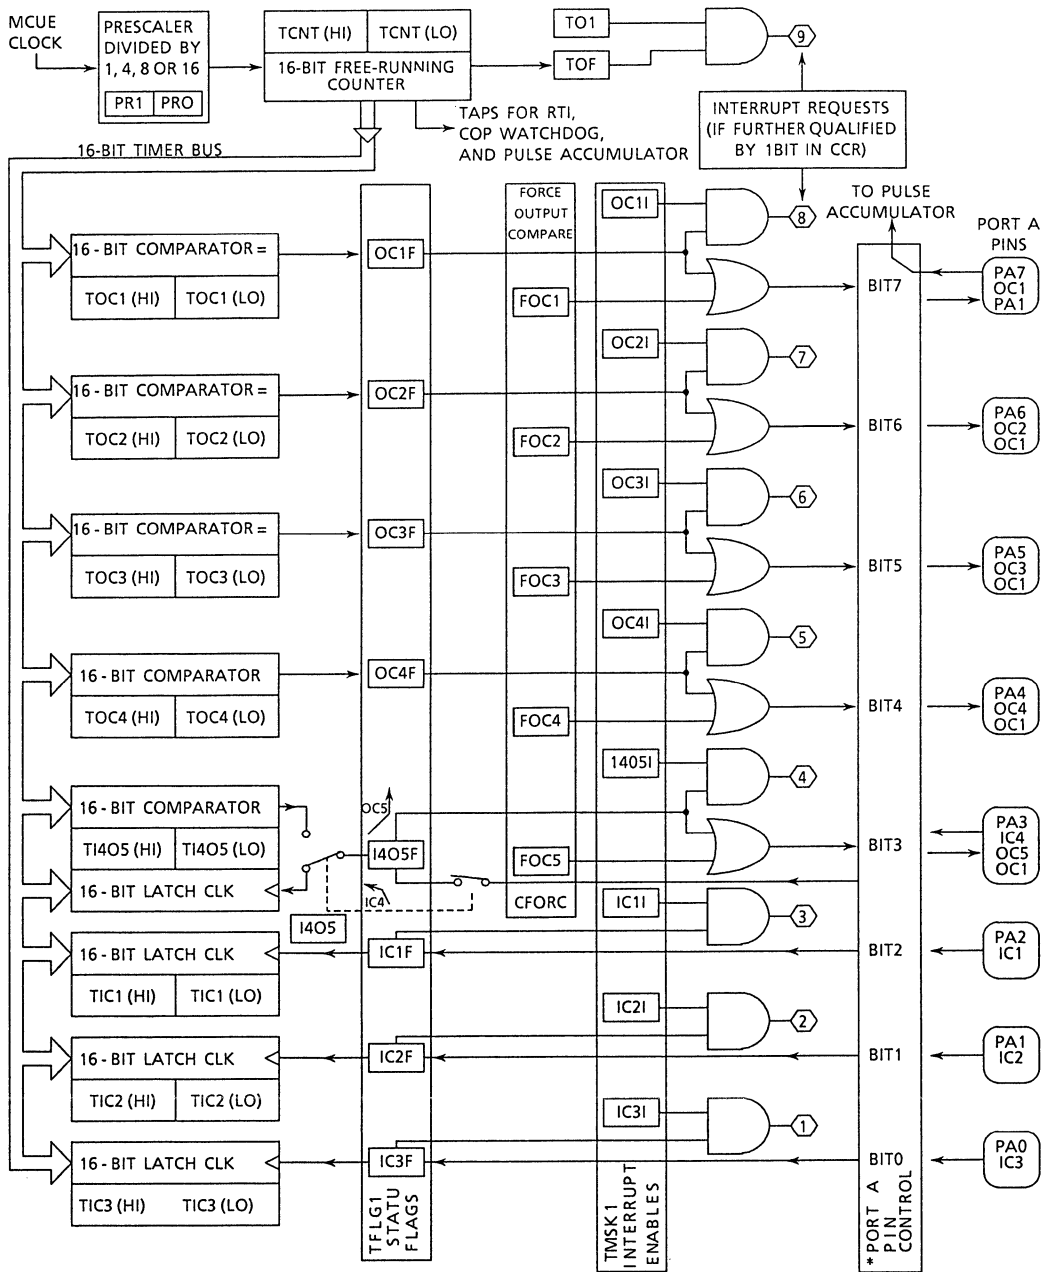 MCUE
CLOCK
PRESCALER
DIVIDED BY
1, 4, 8 OR 16
PR1 PRO
TCNT (HI) TCNT (LO)
16-BIT FREE-RUNNING
COUNTER
TO1
TOF
9
TAPS FOR RTI,
COP WATCHDOG,
AND PULSE ACCUMULATOR
INTERRUPT REQUESTS
(IF FURTHER QUALIFIED
BY 1BIT IN CCR)
16-BIT TIMER BUS
FORCE
OUTPUT
COMPARE
OC1I
8
TO PULSE
ACCUMULATOR
PORT A
PINS
16 - BIT COMPARATOR =
TOC1 (HI) TOC1 (LO)
OC1F
FOC1
BIT7
PA7
OC1
PA1
OC2I
7
16 - BIT COMPARATOR =
TOC2 (HI) TOC2 (LO)
OC2F
FOC2
BIT6
PA6
OC2
OC1
OC3I
6
16 - BIT COMPARATOR =
TOC3 (HI) TOC3 (LO)
OC3F
FOC3
BIT5
PA5
OC3
OC1
OC4I
5
16 - BIT COMPARATOR
TOC4 (HI) TOC4 (LO)
OC4F
FOC4
BIT4
PA4
OC4
OC1
1405I
4
16 - BIT COMPARATOR
TI4O5 (HI) TI4O5 (LO)
16 - BIT LATCH CLK
OC5
I4O5F
IC4
I4O5
FOC5
CFORC
BIT3
PA3
IC4
OC5
OC1
IC1I
3
16 - BIT LATCH CLK
TIC1 (HI) TIC1 (LO)
IC1F
BIT2
PA2
IC1
IC2I
2
16 - BIT LATCH CLK
TIC2 (HI) TIC2 (LO)
IC2F
BIT1
PA1
IC2
IC3I
1
16 - BIT LATCH CLK
TIC3 (HI) TIC3 (LO)
IC3F
BIT0
PA0
IC3
TFLG1
STATU
FLAGS
TMSK1
INTERRUPT
ENABLES
* PORT A
PIN
CONTROL